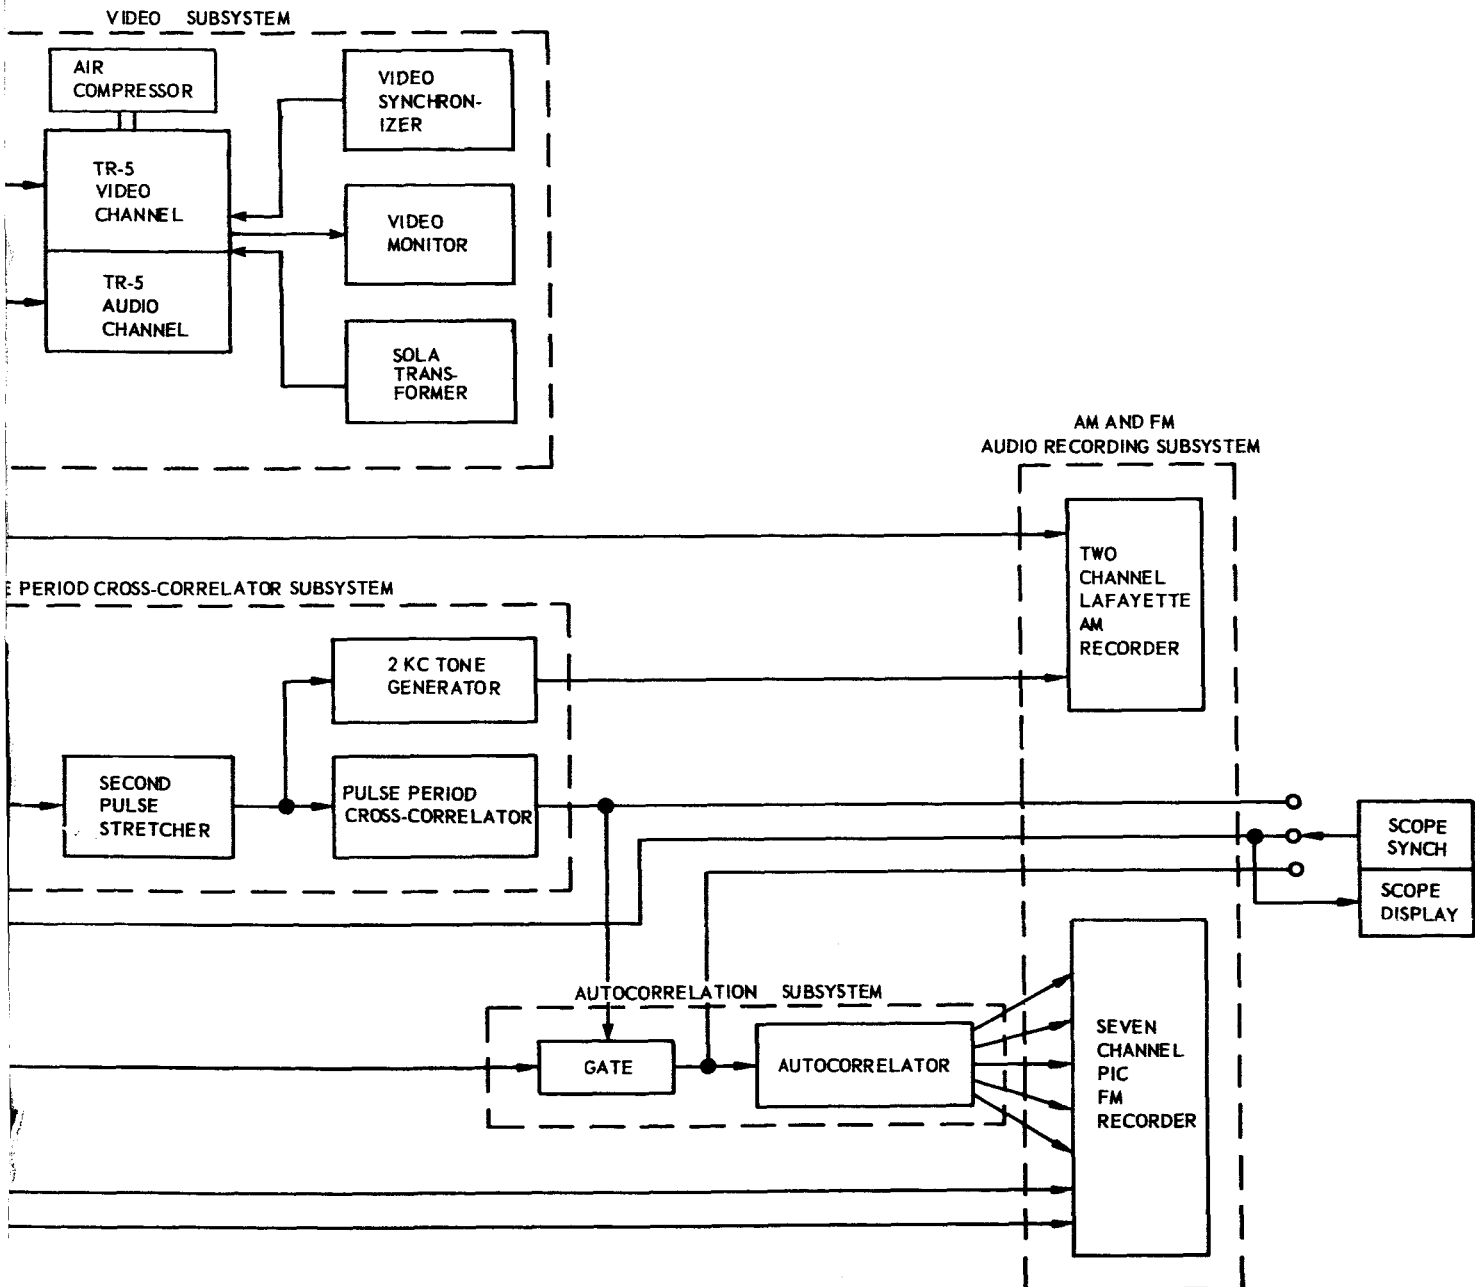 VIDEO SUBSYSTEM
AIR
COMPRESSOR
VIDEO
SYNCHRON-
IZER
TR-5
VIDEO
CHANNEL
VIDEO
MONITOR
TR-5
AUDIO
CHANNEL
SOLA
TRANS-
FORMER
AM AND FM
AUDIO RECORDING SUBSYSTEM
TWO
CHANNEL
LAFAYETTE
AM
RECORDER
E PERIOD CROSS-CORRELATOR SUBSYSTEM
2 KC TONE
GENERATOR
SECOND
PULSE
STRETCHER
PULSE PERIOD
CROSS-CORRELATOR
SCOPE
SYNCH
SCOPE
DISPLAY
AUTOCORRELATION SUBSYSTEM
GATE
AUTOCORRELATOR
SEVEN
CHANNEL
PIC
FM
RECORDER